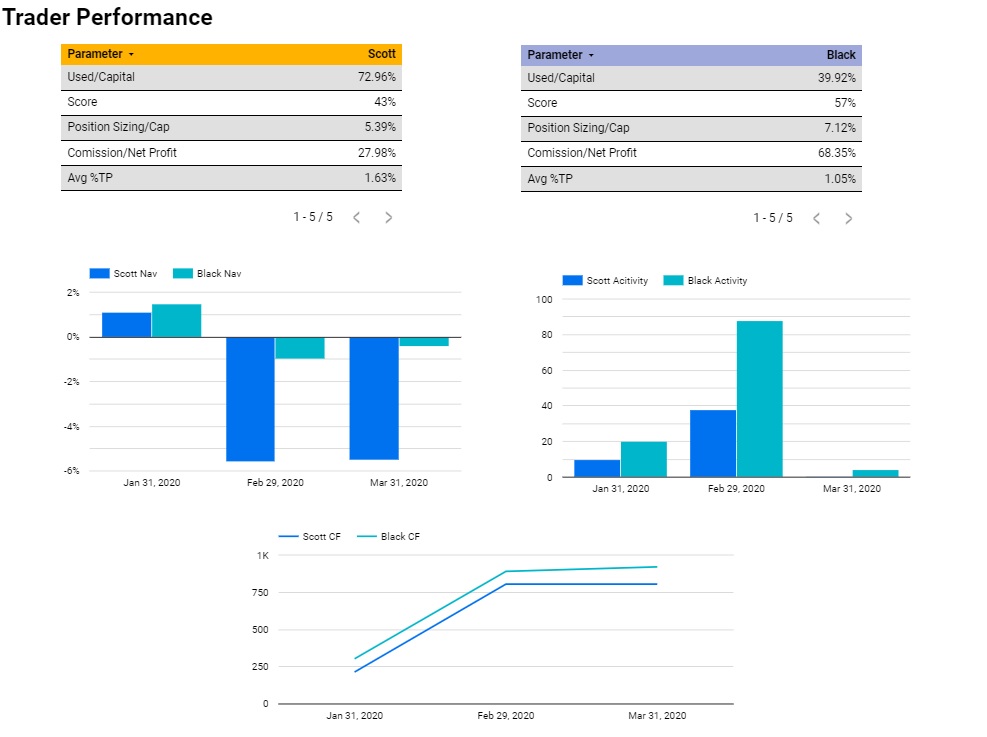 Trader Performance
Parameter Scott
Used/Capital 72.96%
Score 43%
Position Sizing/Cap 5.39%
Comission/Net Profit 27.98%
Avg %TP 1.63%
1 - 5 / 5
Parameter Black
Used/Capital 39.92%
Score 57%
Position Sizing/Cap 7.12%
Comission/Net Profit 68.35%
Avg %TP 1.05%
1 - 5 / 5
Scott Nav Black Nav
2%
0%
-2%
-4%
-6%
Jan 31, 2020 Feb 29, 2020 Mar 31, 2020
Scott Acitivity Black Activity
100
80
60
40
20
0
Jan 31, 2020 Feb 29, 2020 Mar 31, 2020
Scott CF Black CF
1K
750
500
250
0
Jan 31, 2020 Feb 29, 2020 Mar 31, 2020